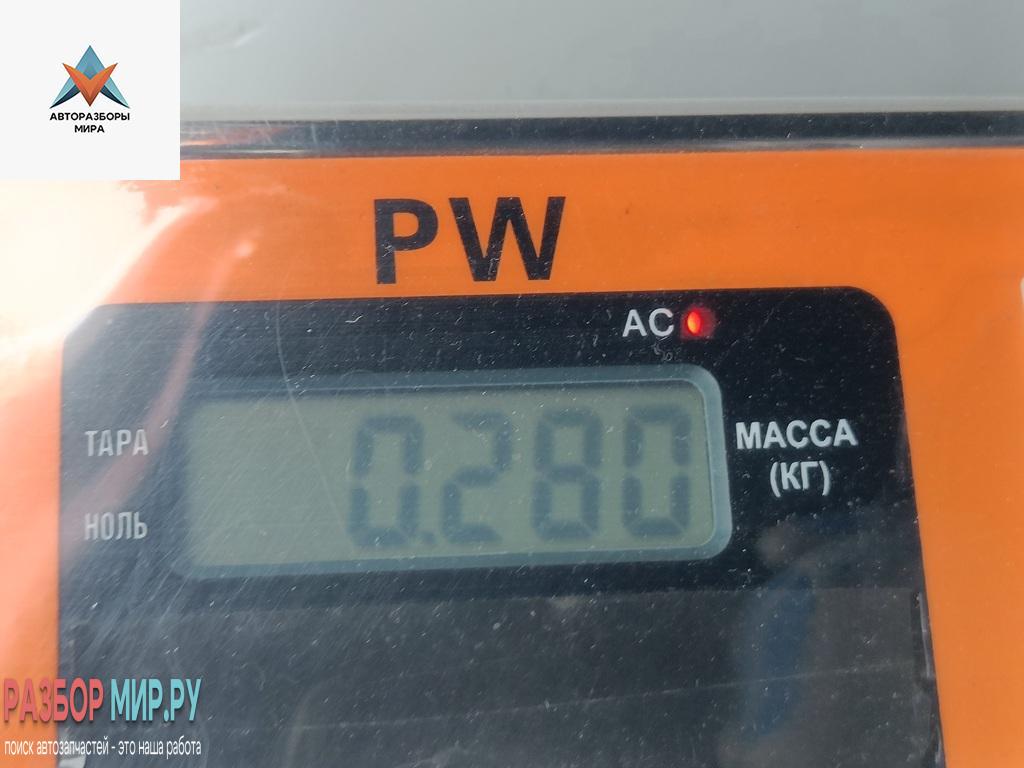 АВТОРАЗБОРЫ
МИРА
PW
AC
ТАРА
0.280
МАССА
(КГ)
НОЛЬ
РАЗБОР МИР.РУ
поиск автозапчастей - это наша работа